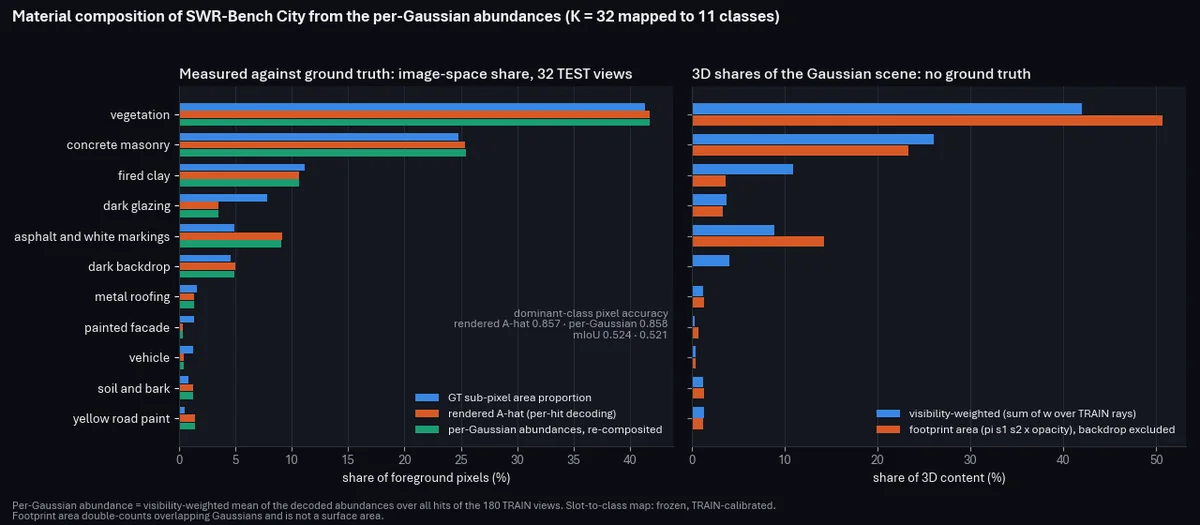 Material composition of SWR-Bench City from the per-Gaussian abundances (K = 32 mapped to 11 classes)
Measured against ground truth: image-space share, 32 TEST views
vegetation
concrete masonry
fired clay
dark glazing
asphalt and white markings
dark backdrop
metal roofing
painted facade
vehicle
soil and bark
yellow road paint
dominant-class pixel accuracy
rendered A-hat 0.857 · per-Gaussian 0.858
mIoU 0.524 · 0.521
GT sub-pixel area proportion
rendered A-hat (per-hit decoding)
per-Gaussian abundances, re-composited
0 5 10 15 20 25 30 35 40
share of foreground pixels (%)
3D shares of the Gaussian scene: no ground truth
visibility-weighted (sum of w over TRAIN rays)
footprint area (pi s1 s2 x opacity), backdrop excluded
0 10 20 30 40 50
share of 3D content (%)
Per-Gaussian abundance = visibility-weighted mean of the decoded abundances over all hits of the 180 TRAIN views. Slot-to-class map: frozen, TRAIN-calibrated.
Footprint area double-counts overlapping Gaussians and is not a surface area.